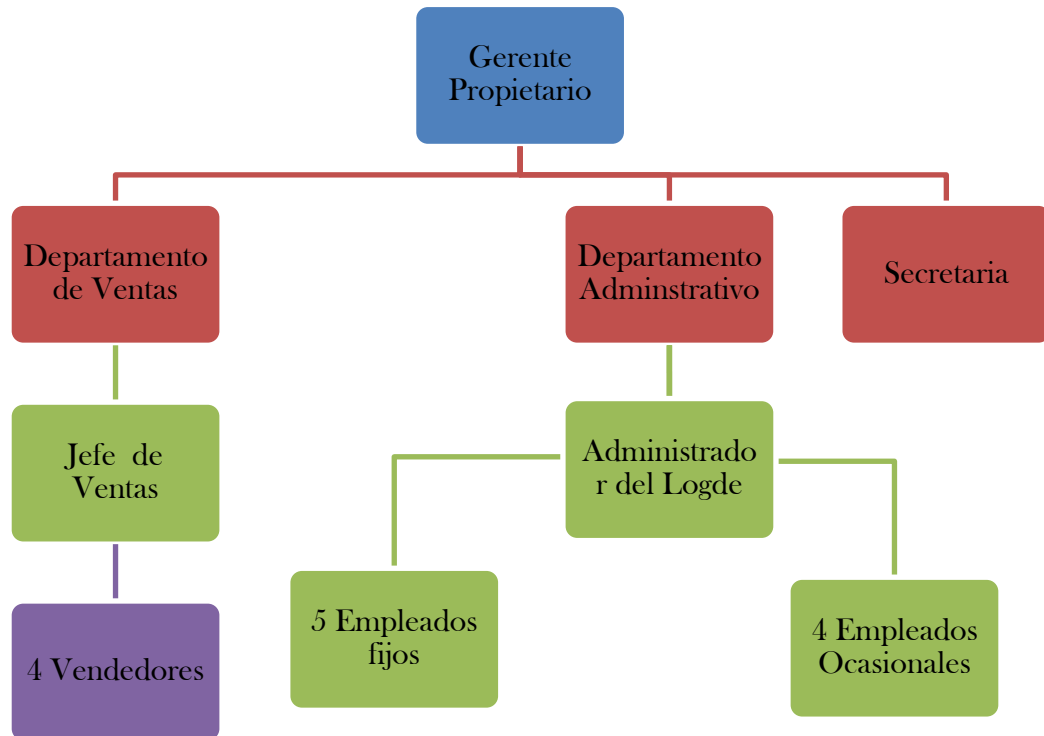 Gerente
Propietario
Departamento
de Ventas
Departamento
Adminstrativo
Secretaria
Jefe de
Ventas
Administrado
r del Logde
5 Empleados
fijos
4 Empleados
Ocasionales
4 Vendedores